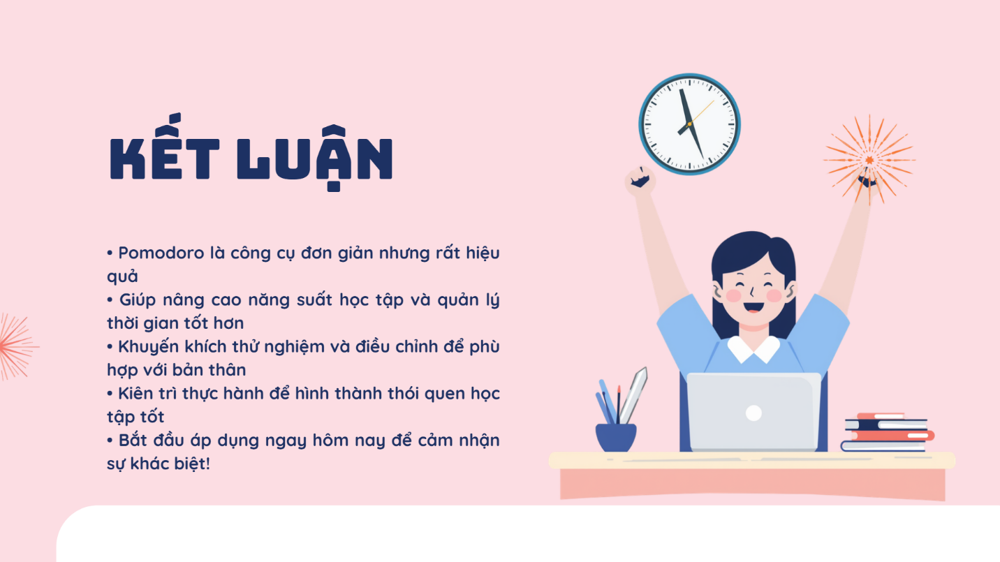 KẾT LUẬN
• Pomodoro là công cụ đơn giản nhưng rất hiệu
quả
• Giúp nâng cao năng suất học tập và quản lý
thời gian tốt hơn
• Khuyến khích thử nghiệm và điều chỉnh để phù
hợp với bản thân
• Kiên trì thực hành để hình thành thói quen học
tập tốt
• Bắt đầu áp dụng ngay hôm nay để cảm nhận
sự khác biệt!